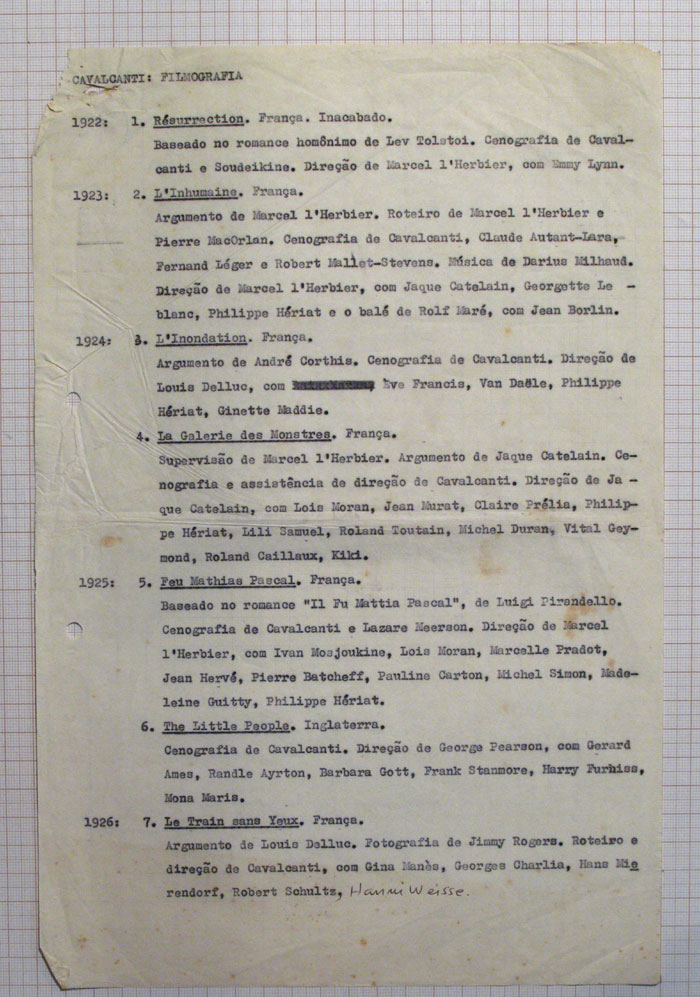 CAVALCANTI: FILMOGRAFIA
1922: 1. Résurrection. França. Inacabado.
Baseado no romance homônimo de Lev Tolstoi. Cenografia de Caval-
canti e Soudeikine. Direção de Marcel l'Herbier, com Emmy Lynn.
1923: 2. L'Inhumaine. França.
Argumento de Marcel l'Herbier. Roteiro de Marcel l'Herbier e
Pierre MacOrlan. Cenografia de Cavalcanti, Claude Autant-Lara,
Fernand Léger e Robert Mallet-Stevens. Música de Darius Milhaud.
Direção de Marcel l'Herbier, com Jaque Catelain, Georgette Le -
blanc, Philippe Hériat e o balé de Rolf Maré, com Jean Borlin.
1924: 3. L'Inondation. França.
Argumento de André Corthis. Cenografia de Cavalcanti. Direção de
Louis Delluc, com Eve Francis, Van Daële, Philippe
Hériat, Ginette Maddie.
4. La Galerie des Monstres. França.
Supervisão de Marcel l'Herbier. Argumento de Jaque Catelain. Ce-
nografia e assistência de direção de Cavalcanti. Direção de Ja -
que Catelain, com Lois Moran, Jean Murat, Claire Prélia, Philip-
pe Hériat, Lili Samuel, Roland Toutain, Michel Duran, Vital Gey-
mond, Roland Caillaux, Kiki.
1925: 5. Feu Mathias Pascal. França.
Baseado no romance "Il Fu Mattia Pascal", de Luigi Pirandello.
Cenografia de Cavalcanti e Lazare Meerson. Direção de Marcel
l'Herbier, com Ivan Mosjoukine, Lois Moran, Marcelle Pradot,
Jean Hervé, Pierre Batcheff, Pauline Carton, Michel Simon, Made-
leine Guitty, Philippe Hériat.
6. The Little People. Inglaterra.
Cenografia de Cavalcanti. Direção de George Pearson, com Gerard
Ames, Randle Ayrton, Barbara Gott, Frank Stanmore, Harry Furhiss,
Mona Maris.
1926: 7. Le Train sans Yeux. França.
Argumento de Louis Delluc. Fotografia de Jimmy Rogers. Roteiro e
direção de Cavalcanti, com Gina Manès, Georges Charlia, Hans Mie
rendorf, Robert Schultz, Hanni Weisse.